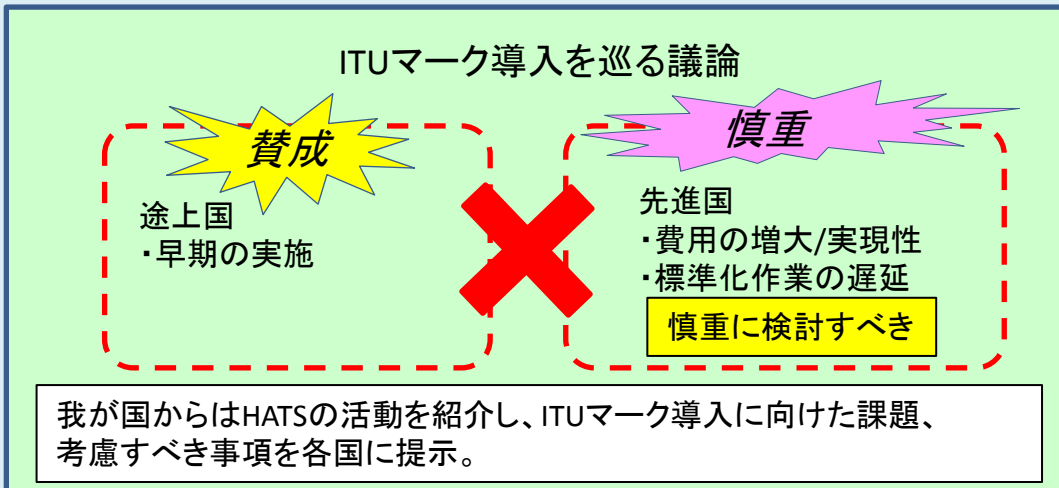 ITUマーク導入を巡る議論
賛成
途上国
・早期の実施
慎重
先進国
・費用の増大/実現性
・標準化作業の遅延
慎重に検討すべき
我が国からはHATSの活動を紹介し、ITUマーク導入に向けた課題、
考慮すべき事項を各国に提示。